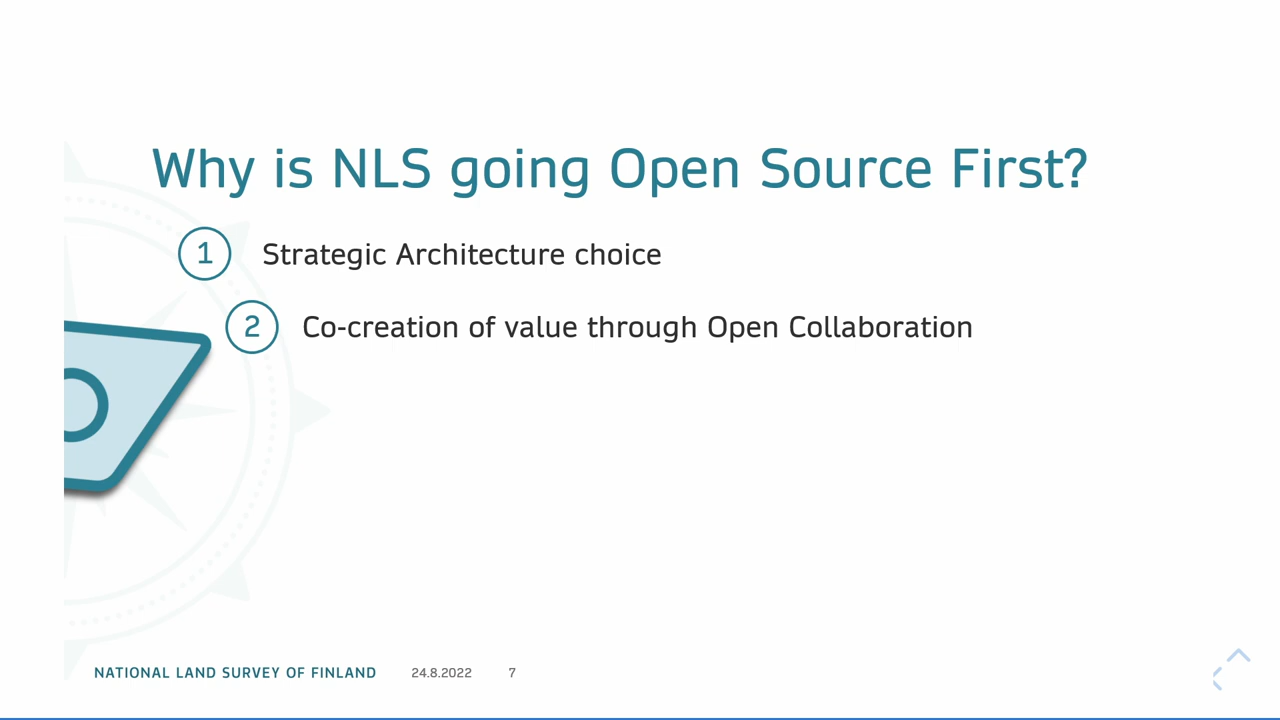 Why is NLS going Open Source First?
1 Strategic Architecture choice
2 Co-creation of value through Open Collaboration
NATIONAL LAND SURVEY OF FINLAND 24.8.2022 7